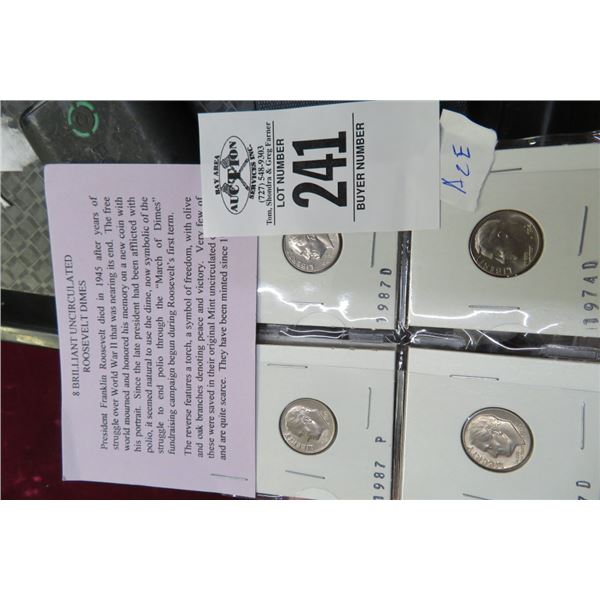 8 BRILLIANT UNCIRCULATED
ROOSEVELT DIMES
President Franklin Roosevelt died in 1945 after years of
struggle over World War II that was nearing its end. The free
world mourned and honored his memory on a new coin with
his portrait. Since the late president had been afflicted with
polio, it seemed natural to use the dime, now symbolic of the
struggle to end polio through the "March of Dimes"
fundraising campaign begun during Roosevelt's first term.
The reverse features a torch, a symbol of freedom, with olive
and oak branches denoting peace and victory. Very few of
these were saved in their original Mint uncirculated
and are quite scarce. They have been minted since
BAY AREA
AUCTION
SERVICES INC.
(727) 548-9303
Tom, Shondra & Greg Farner
LOT NUMBER
241
BUYER NUMBER
1987 D
1974 D
1987 P
7 D
LIBERTY
LIBERTY
LIBERTY
LIBERTY